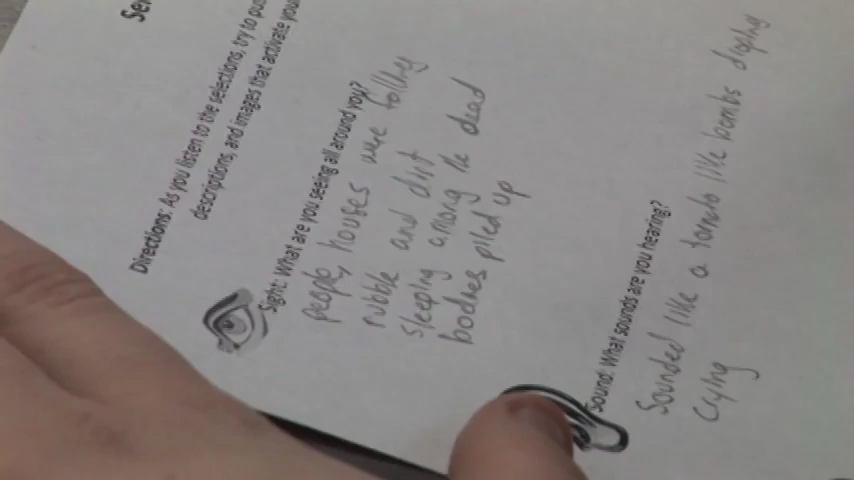 Sen
Directions: As you listen to the selections, try to pu
descriptions, and images that activate your
Sight: What are you seeing all around you?
people, houses were falling
rubble and dirt
sleeping among the dead
bodies piled up
Sound: What sounds are you hearing?
Sounded like a tornado like bombs
crying